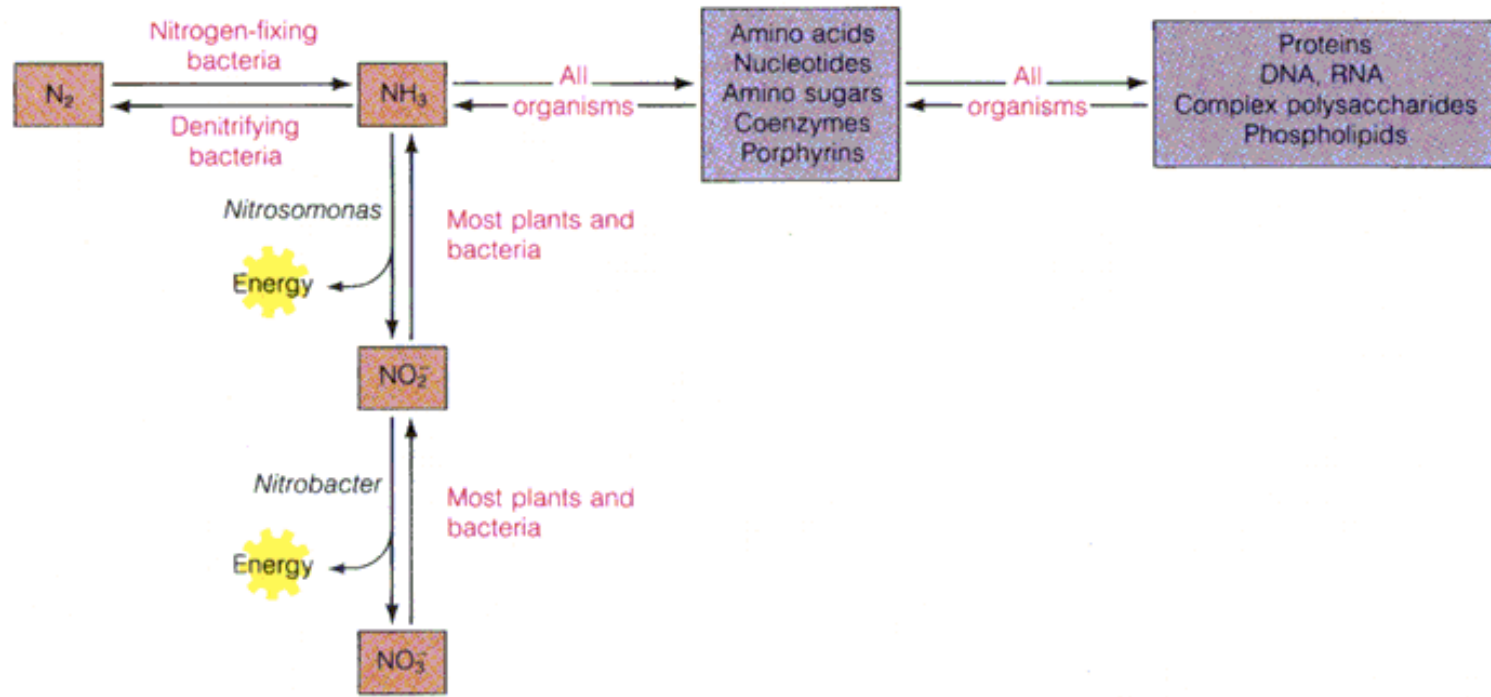 Nitrogen-fixing
bacteria
N₂
NH₃
Denitrifying
bacteria
All
organisms
Amino acids
Nucleotides
Amino sugars
Coenzymes
Porphyrins
All
organisms
Proteins
DNA, RNA
Complex polysaccharides
Phospholipids
Nitrosomonas
Energy
Most plants and
bacteria
NO₂⁻
Nitrobacter
Energy
Most plants and
bacteria
NO₃⁻